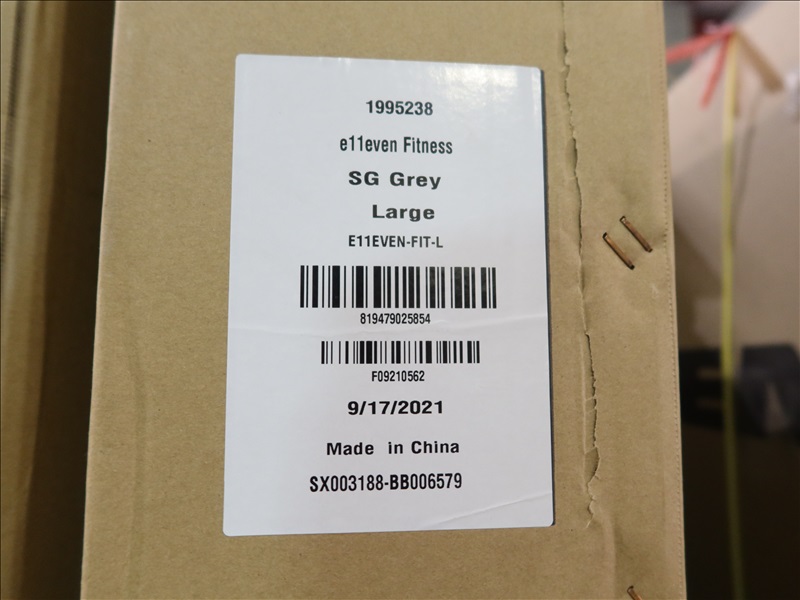 1995238
e11even Fitness
SG Grey
Large
E11EVEN-FIT-L
819479025854
F09210562
9/17/2021
Made in China
SX003188-BB006579